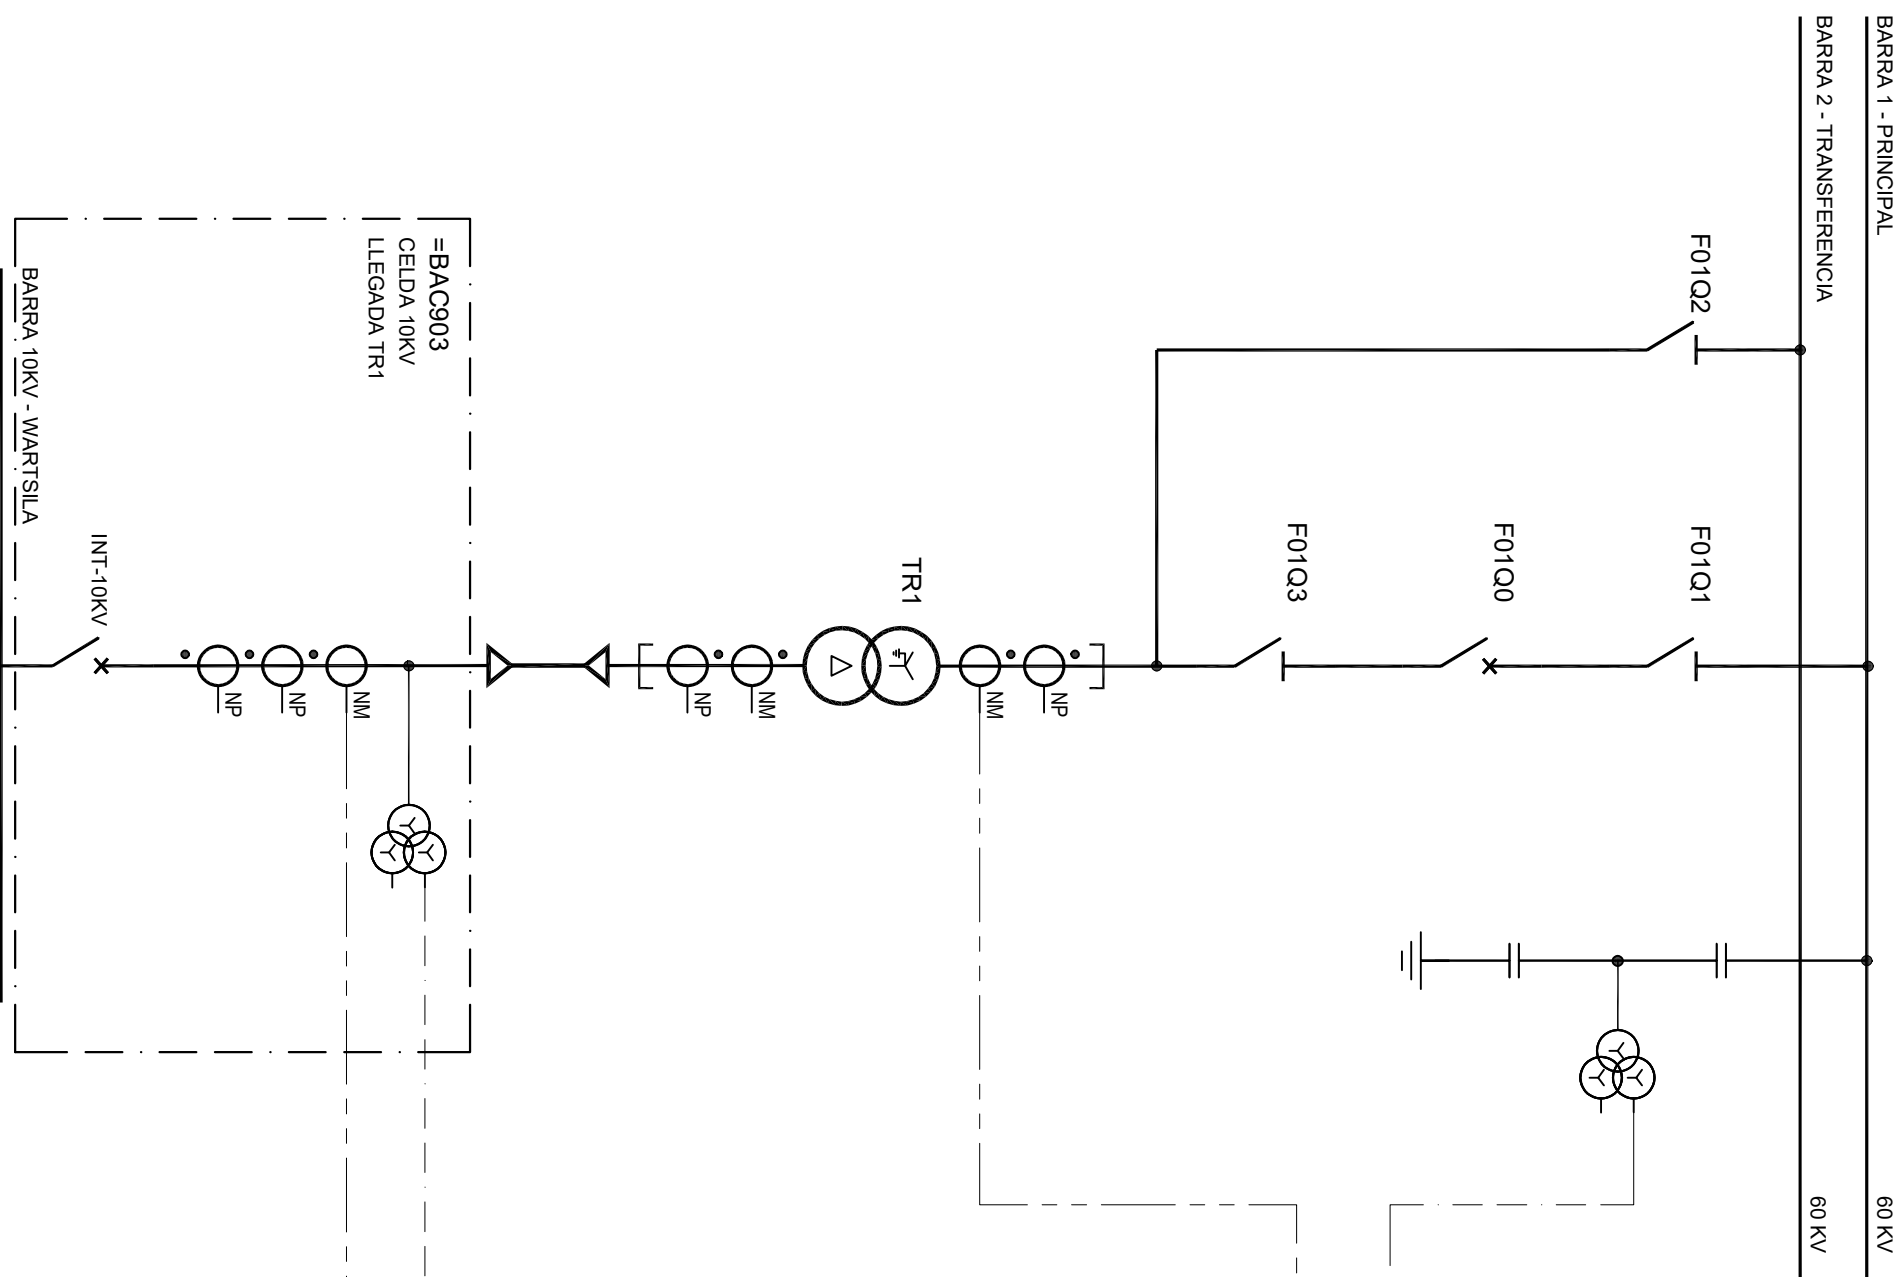 BARRA 1 - PRINCIPAL
60 KV
BARRA 2 - TRANSFERENCIA
60 KV
F01Q2
F01Q1
F01Q0
F01Q3
NP
NM
TR1
NM
NP
=BAC903
CELDA 10KV
LLEGADA TR1
NM
NP
NP
INT-10KV
BARRA 10KV - WARTSILA